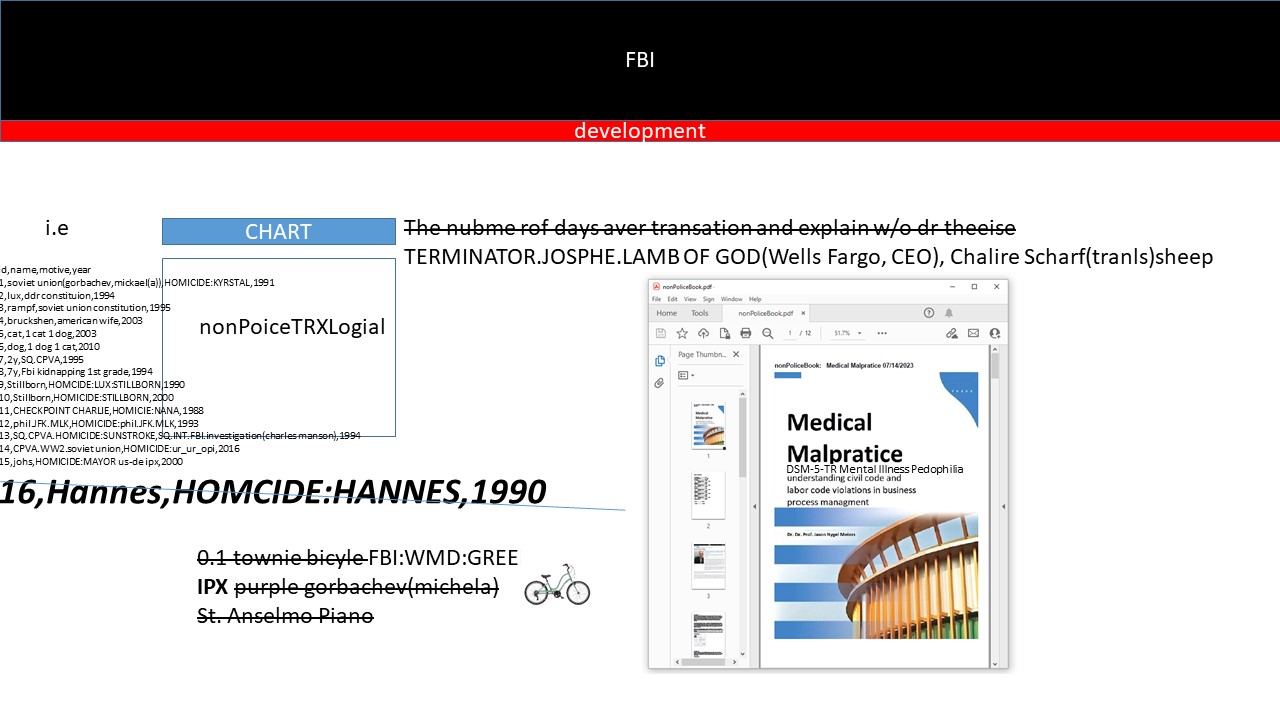 FBI
development
i.e
CHART
The nubme rof days aver transation and explain w/o dr theeise
TERMINATOR.JOSPHE.LAMB OF GOD(Wells Fargo, CEO), Chalire Scharf(tranls)sheep
id,name,motive,year
1,soviet union(gorbachev,mickael(a)),HOMICIDE:KYRSTAL,1991
2,lux,ddr constituion,1994
3,rampf,soviet union constitution,1995
4,bruckshen,american wife,2003
5,cat,1 cat 1 dog,2003
6,dog,1 dog 1 cat,2010
7,2y,SQ.CPVA,1995
8,7y,Fbi kidnapping 1st grade,1994
9,Stillborn,HOMICIDE:LUX:STILLBORN,1990
10,Stillborn,HOMICIDE:STILLBORN,2000
11,CHECKPOINT CHARLIE,HOMICIE:NANA,1988
12,phil.JFK.MLK,HOMICIDE:phil.JFK.MLK,1993
13,SQ.CPVA.HOMICIDE:SUNSTROKE,SQ.INT.FBI.investigation(charles manson),1994
14,CPVA.WW2.soviet union,HOMICIDE:ur_ur_opi,2016
15,johs,HOMICIDE:MAYOR us-de ipx,2000
nonPoiceTRXLogial
16,Hannes,HOMCIDE:HANNES,1990
0.1 townie bicyle FBI:WMD:GREE
IPX purple gorbachev(michela)
St. Anselmo Piano
nonPoliceBook.pdf -
File Edit View Sign Window Help
Home Tools nonPoliceBook.pdf ×
1 / 12 51.7%
Page Thumbn...
1
2
3
nonPoliceBook: Medical Malpratice 07/14/2023
Medical
Malpratice
DSM-5-TR Mental Illness Pedophilia
understanding civil code and
labor code violations in business
process managment
Dr. Dr. Prof. Jason Nygel Meters